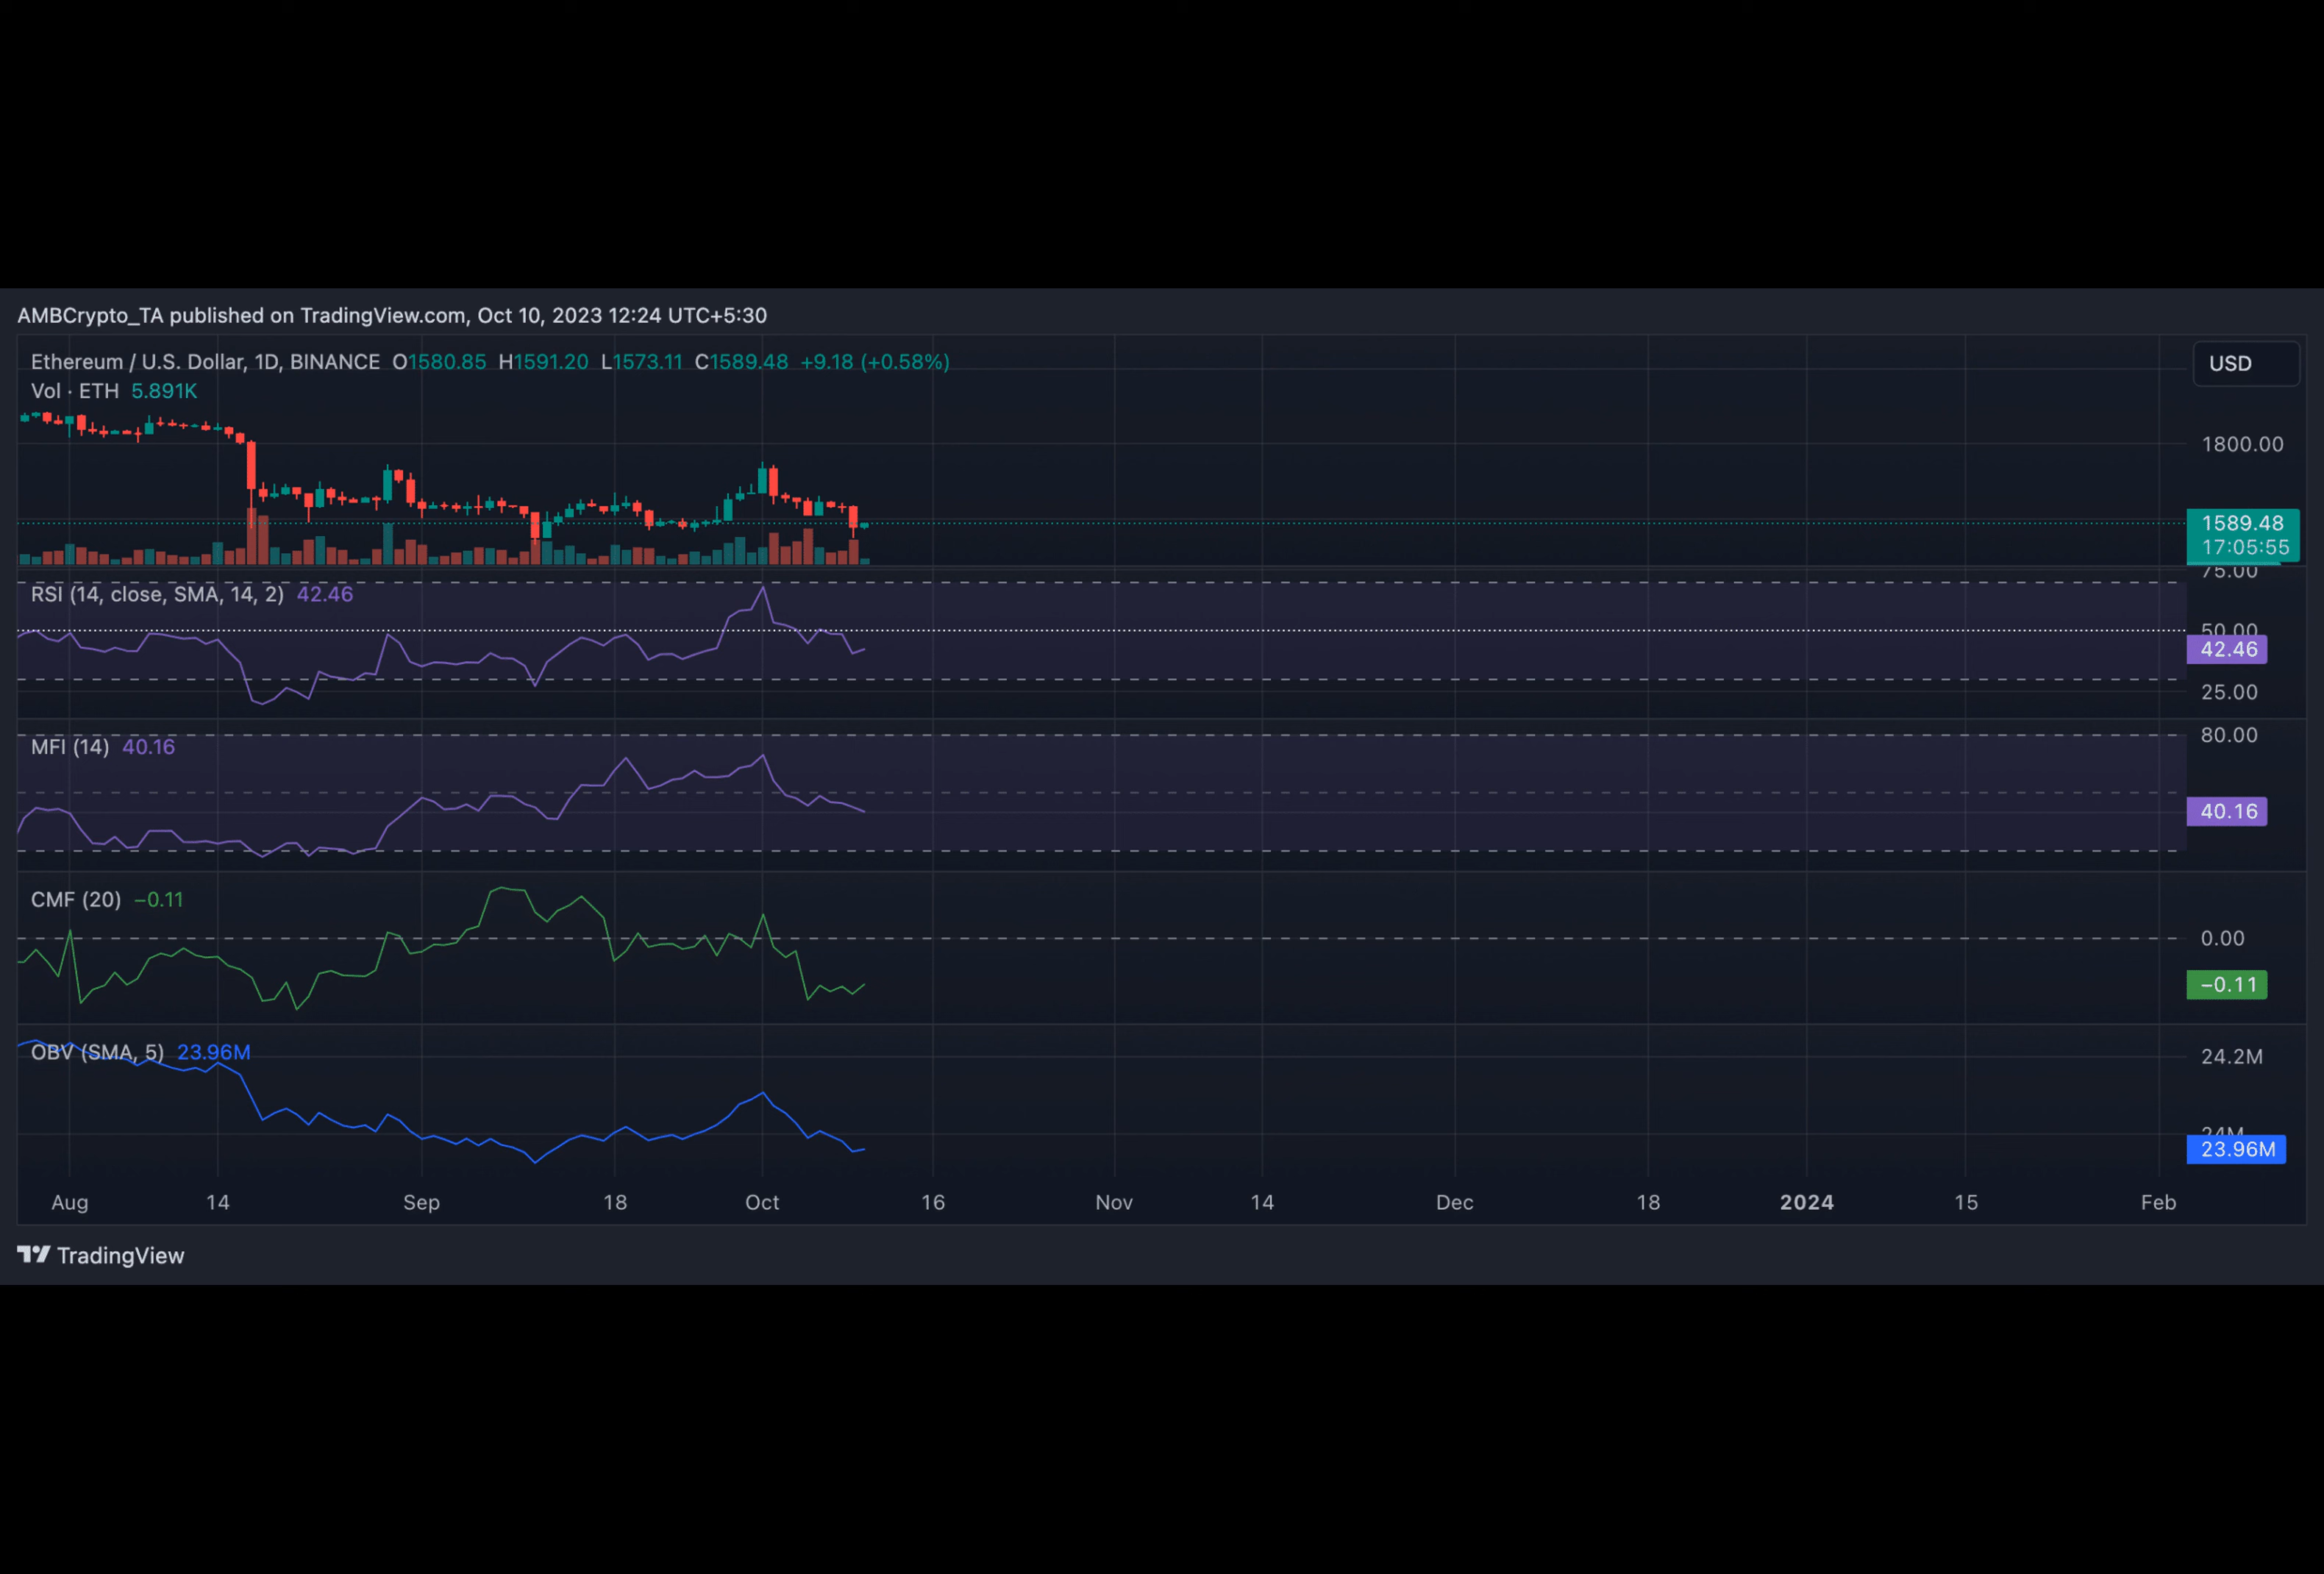 AMBCrypto_TA published on TradingView.com, Oct 10, 2023 12:24 UTC+5:30
Ethereum / U.S. Dollar, 1D, BINANCE O1580.85 H1591.20 L1573.11 C1589.48 +9.18 (+0.58%)
USD
Vol · ETH 5.891K
1800.00
1589.48
17:05:55
75.00
RSI (14, close, SMA, 14, 2) 42.46
50.00
42.46
25.00
MFI (14) 40.16
80.00
40.16
CMF (20) −0.11
0.00
−0.11
OBV (SMA, 5) 23.96M
24.2M
24M
23.96M
Aug 14 Sep 18 Oct 16 Nov 14 Dec 18 2024 15 Feb
TradingView